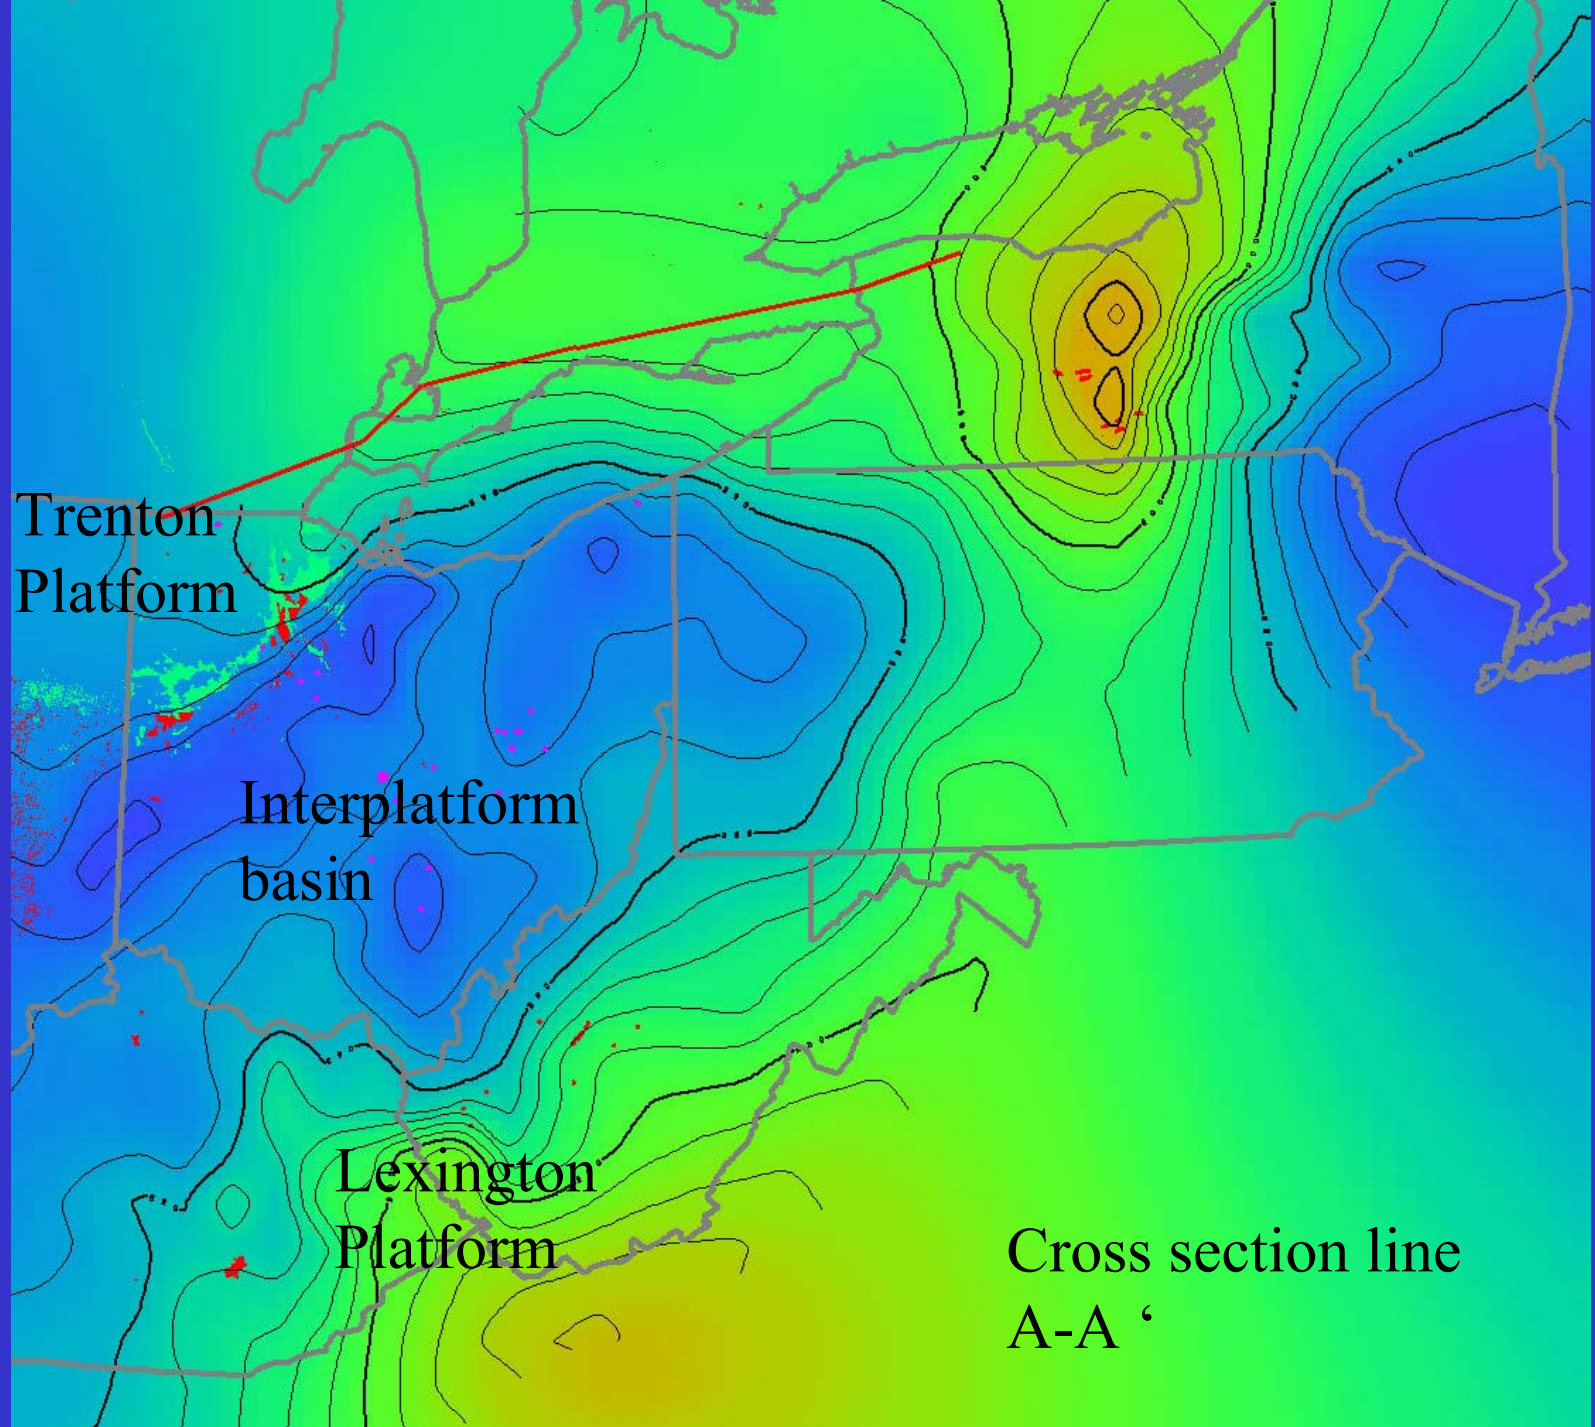 Trenton
Platform
Interplatform
basin
Lexington
Platform
Cross section line
A-A ‘